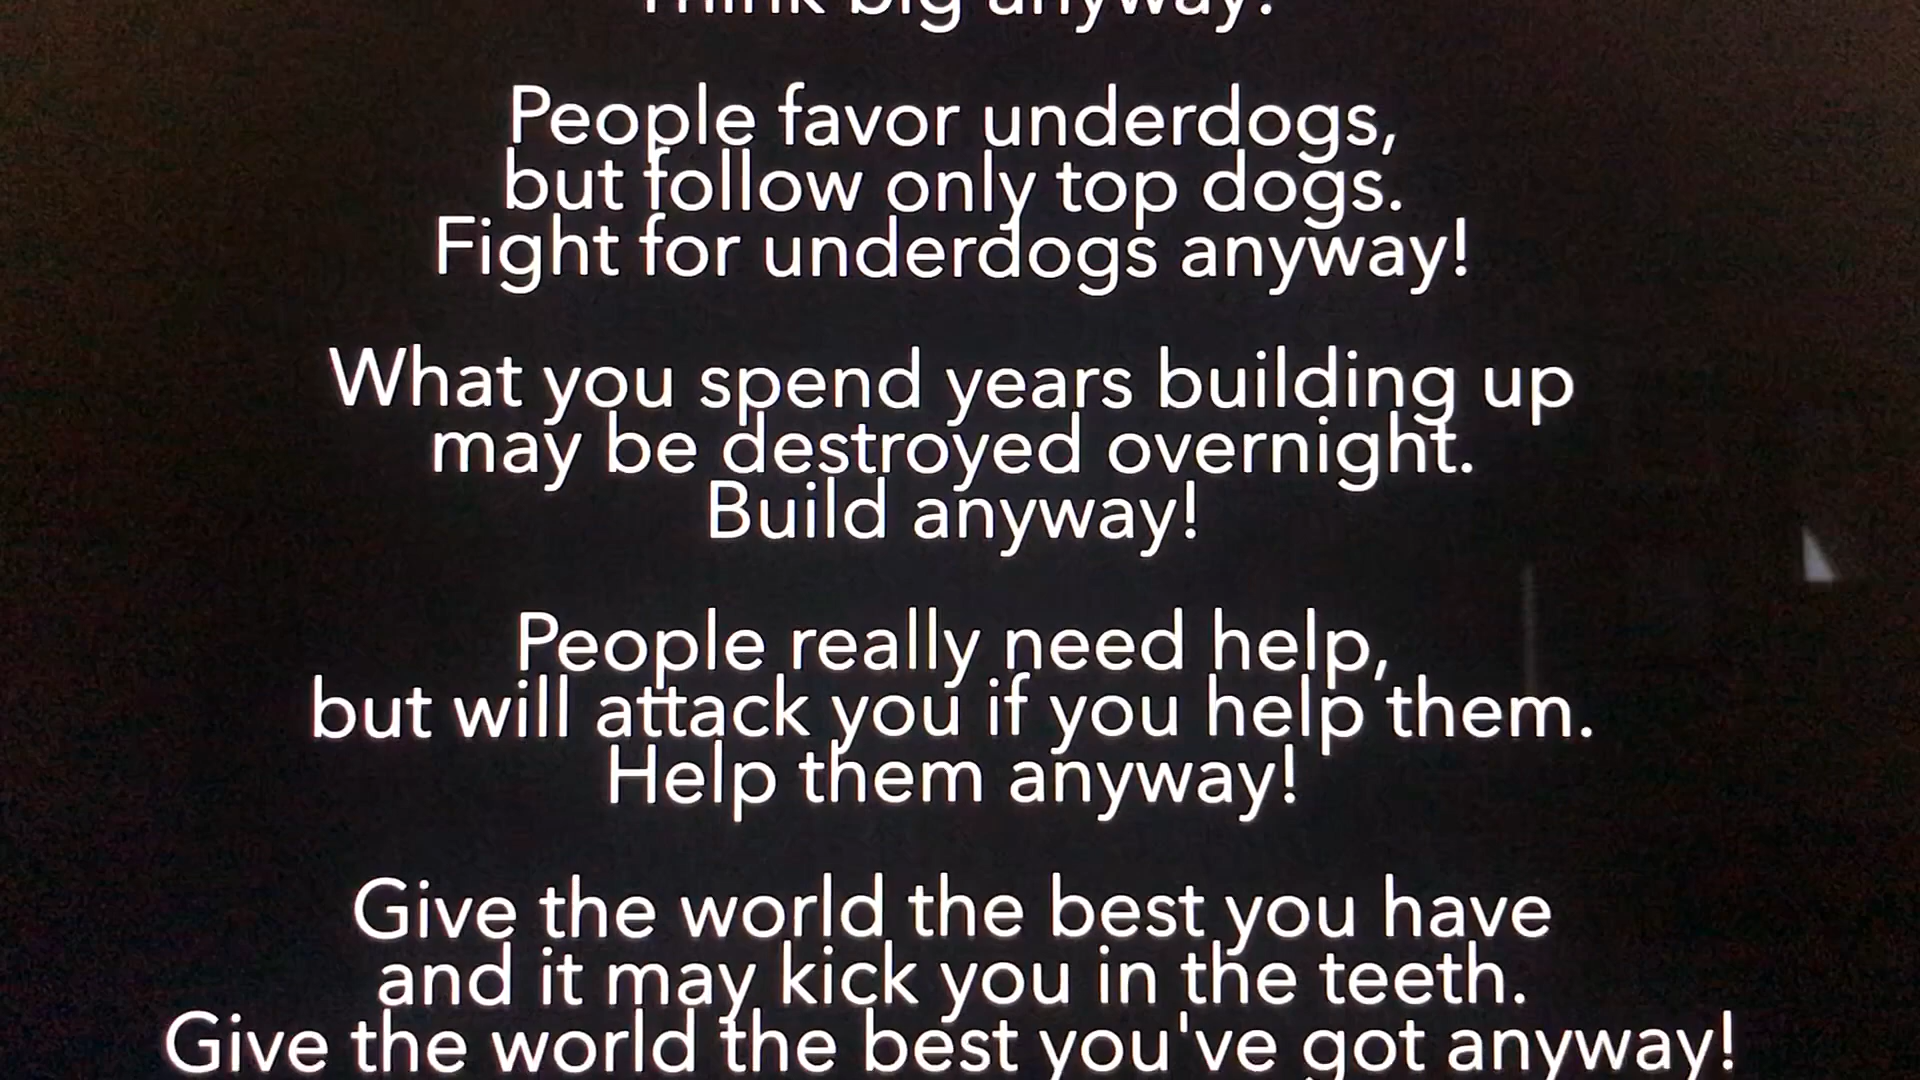 Think big anyway!
People favor underdogs,
but follow only top dogs.
Fight for underdogs anyway!
What you spend years building up
may be destroyed overnight.
Build anyway!
People really need help,
but will attack you if you help them.
Help them anyway!
Give the world the best you have
and it may kick you in the teeth.
Give the world the best you've got anyway!